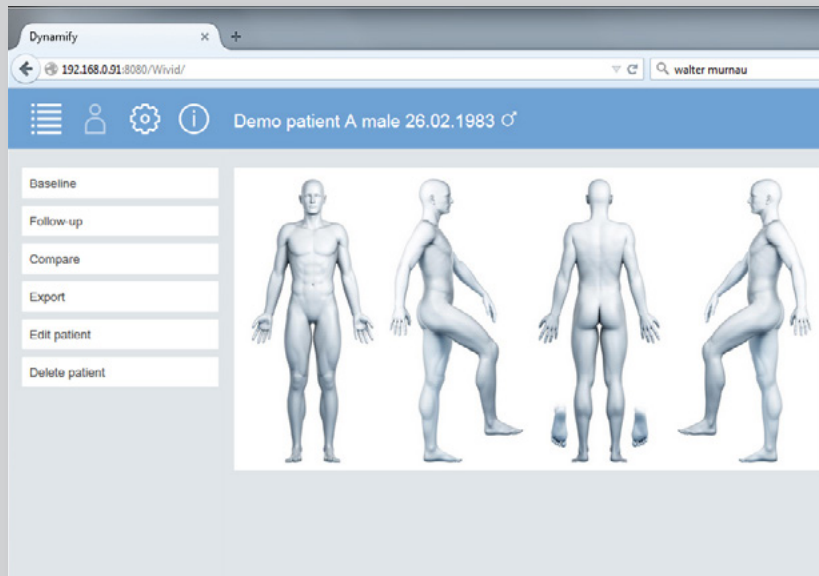 Dynamify
192.168.0.91:8080/Wivid/
walter murnau
Demo patient A male 26.02.1983 ♂
Baseline
Follow-up
Compare
Export
Edit patient
Delete patient